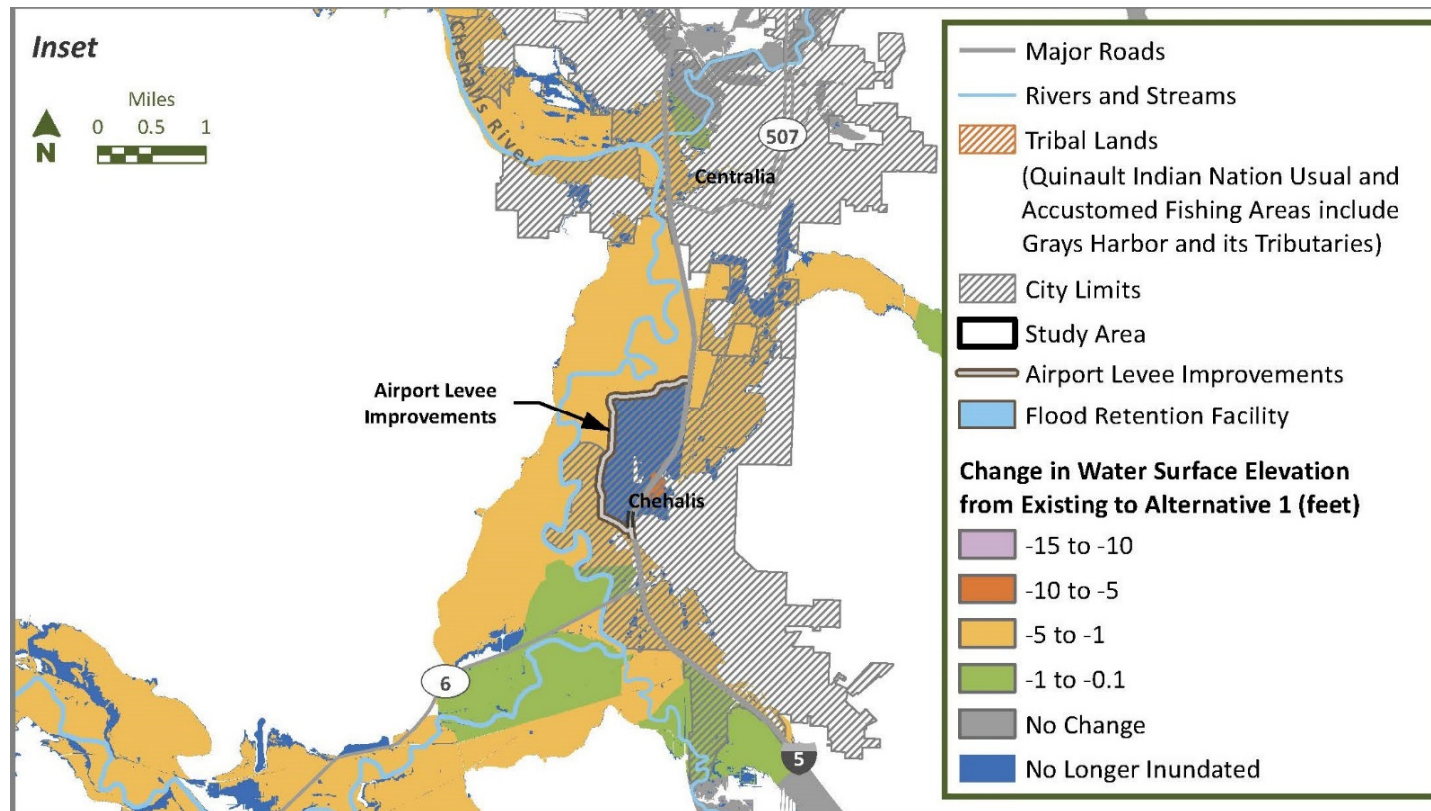 Inset
Miles
0 0.5 1
N
Chehalis River
507
Centralia
Airport Levee
Improvements
Chehalis
6
5
Major Roads
Rivers and Streams
Tribal Lands
(Quinault Indian Nation Usual and
Accustomed Fishing Areas include
Grays Harbor and its Tributaries)
City Limits
Study Area
Airport Levee Improvements
Flood Retention Facility
Change in Water Surface Elevation
from Existing to Alternative 1 (feet)
-15 to -10
-10 to -5
-5 to -1
-1 to -0.1
No Change
No Longer Inundated